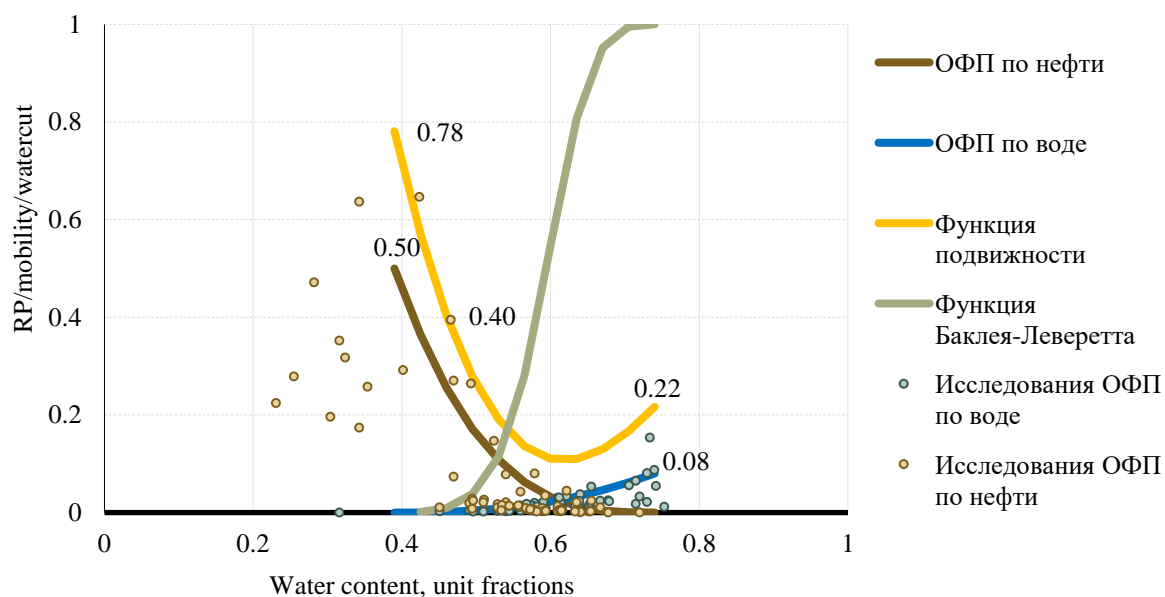 1
0.8
0.6
0.4
0.2
0
RP/mobility/watercut
0.78
0.50
0.40
0.22
0.08
0
0.2
0.4
0.6
0.8
1
Water content, unit fractions
ОФП по нефти
ОФП по воде
Функция
подвижности
Функция
Баклея-Леверетта
Исследования ОФП
по воде
Исследования ОФП
по нефти